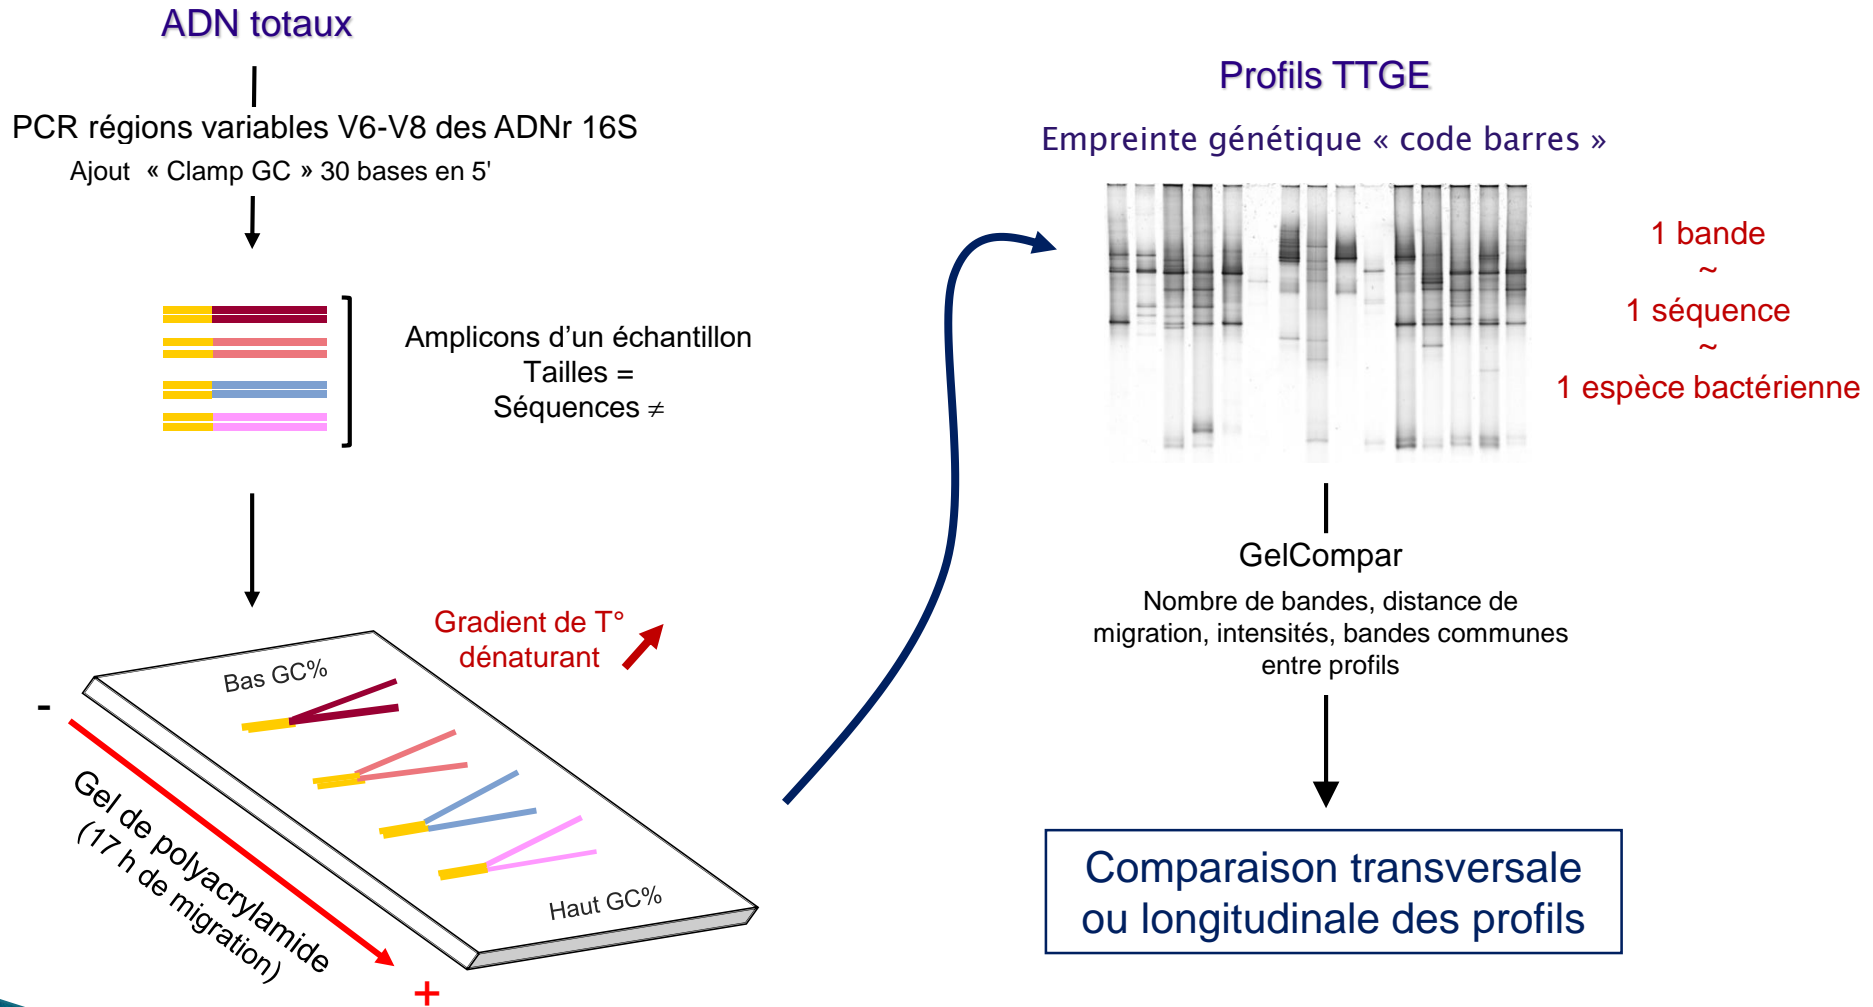 ADN totaux
PCR régions variables V6-V8 des ADNr 16S
Ajout « Clamp GC » 30 bases en 5'
Amplicons d’un échantillon
Tailles =
Séquences ≠
Gradient de T°
dénaturant
Bas GC%
Haut GC%
-
Gel de polyacrylamide
(17 h de migration)
+
Profils TTGE
Empreinte génétique « code barres »
1 bande
~
1 séquence
~
1 espèce bactérienne
GelCompar
Nombre de bandes, distance de
migration, intensités, bandes communes
entre profils
Comparaison transversale
ou longitudinale des profils